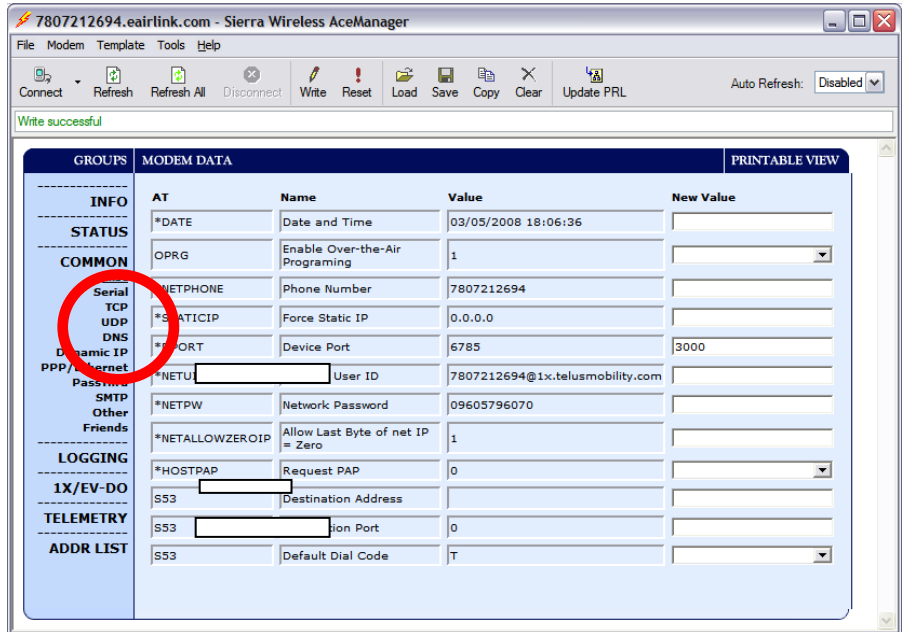 7807212694.eairlink.com - Sierra Wireless AceManager
File Modem Template Tools Help
Connect Refresh Refresh All Disconnect Write Reset Load Save Copy Clear Update PRL Auto Refresh: Disabled
Write successful
GROUPS MODEM DATA PRINTABLE VIEW
INFO
STATUS
COMMON
Serial
TCP
UDP
DNS
Dynamic IP
PPP/Ethernet
PassThru
SMTP
Other
Friends
LOGGING
1X/EV-DO
TELEMETRY
ADDR LIST
AT Name Value New Value
*DATE Date and Time 03/05/2008 18:06:36
OPRG Enable Over-the-Air
Programing 1
*NETPHONE Phone Number 7807212694
*STATICIP Force Static IP 0.0.0.0
*DPORT Device Port 6785 3000
User ID 7807212694@1x.telusmobility.com
*NETPW Network Password 09605796070
*NETALLOWZEROIP Allow Last Byte of net IP
= Zero 1
*HOSTPAP Request PAP 0
S53 Destination Address
S53 Port 0
S53 Default Dial Code T